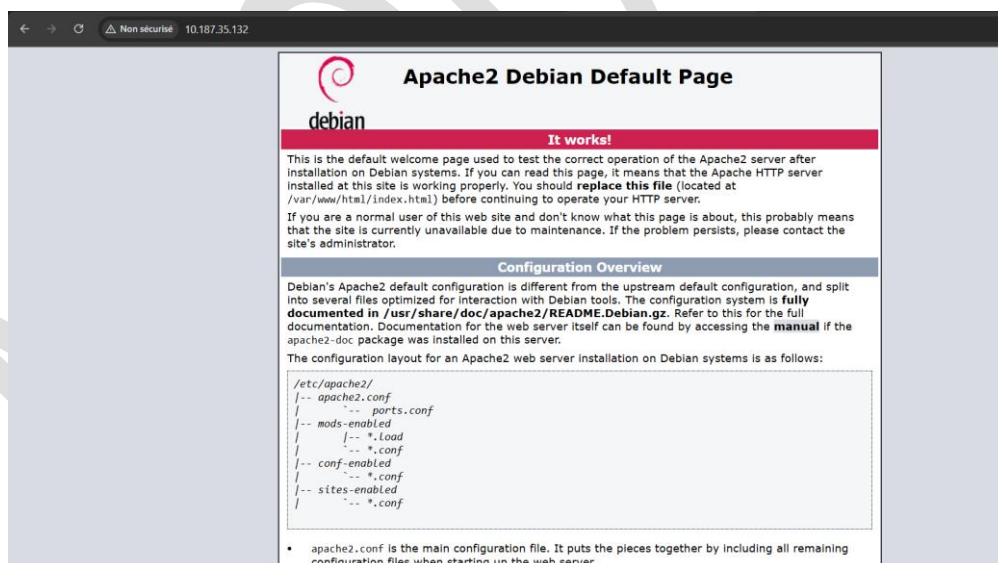 Non sécurisé 10.187.35.132
Apache2 Debian Default Page
debian
It works!
This is the default welcome page used to test the correct operation of the Apache2 server after
installation on Debian systems. If you can read this page, it means that the Apache HTTP server
installed at this site is working properly. You should replace this file (located at
/var/www/html/index.html) before continuing to operate your HTTP server.
If you are a normal user of this web site and don't know what this page is about, this probably means
that the site is currently unavailable due to maintenance. If the problem persists, please contact the
site's administrator.
Configuration Overview
Debian's Apache2 default configuration is different from the upstream default configuration, and split
into several files optimized for interaction with Debian tools. The configuration system is fully
documented in /usr/share/doc/apache2/README.Debian.gz. Refer to this for the full
documentation. Documentation for the web server itself can be found by accessing the manual if the
apache2-doc package was installed on this server.
The configuration layout for an Apache2 web server installation on Debian systems is as follows:
/etc/apache2/
|-- apache2.conf
|       `--  ports.conf
|-- mods-enabled
|       |-- *.load
|       `-- *.conf
|-- conf-enabled
|       `-- *.conf
|-- sites-enabled
|       `-- *.conf
• apache2.conf is the main configuration file. It puts the pieces together by including all remaining
configuration files when starting up the web server.